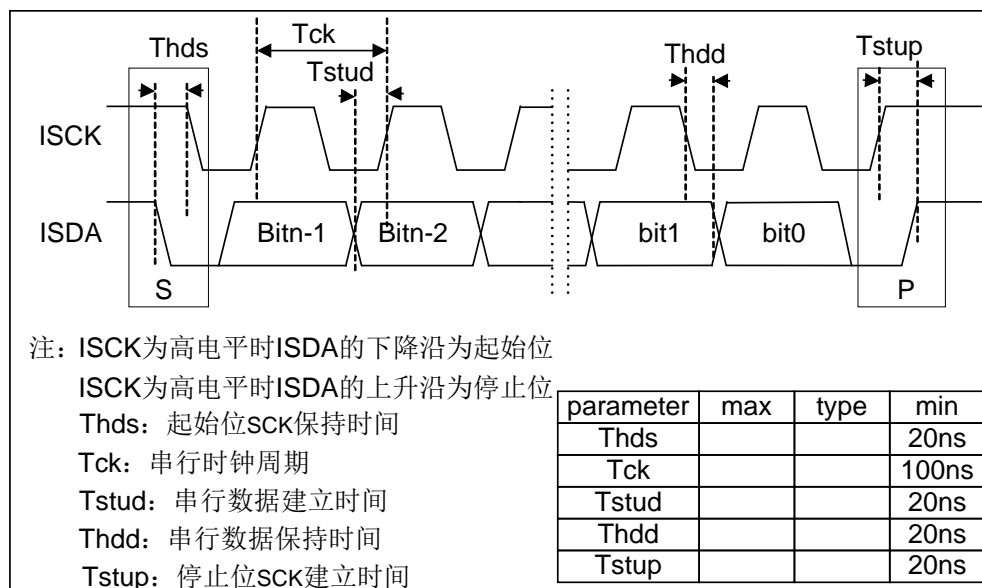 Thds
Tck
Tstud
Thdd
Tstup
ISCK
ISDA
Bitn-1
Bitn-2
bit1
bit0
S
P
注：ISCK为高电平时ISDA的下降沿为起始位
ISCK为高电平时ISDA的上升沿为停止位
Thds：起始位SCK保持时间
Tck：串行时钟周期
Tstud：串行数据建立时间
Thdd：串行数据保持时间
Tstup：停止位SCK建立时间
parameter max type min
Thds 20ns
Tck 100ns
Tstud 20ns
Thdd 20ns
Tstup 20ns